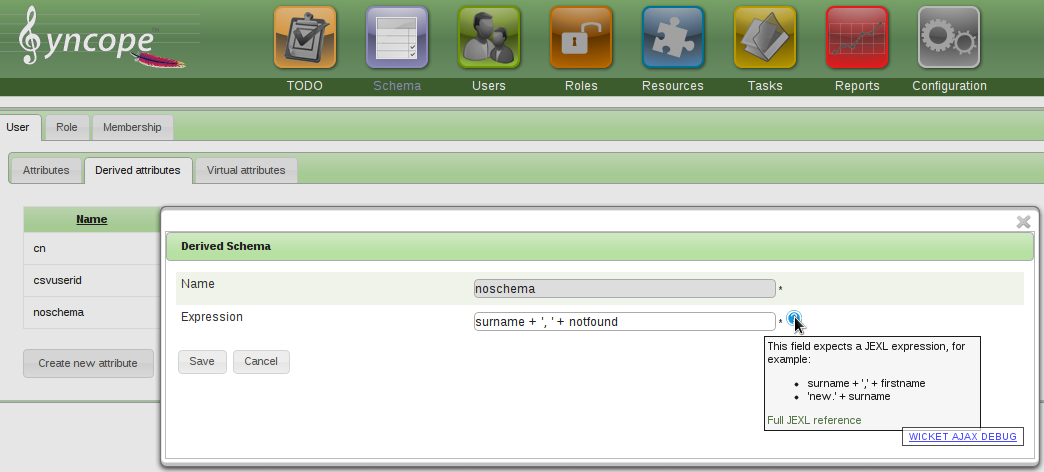 Syncope
TODO
Schema
Users
Roles
Resources
Tasks
Reports
Configuration
User
Role
Membership
Attributes
Derived attributes
Virtual attributes
Name
cn
csvuserid
noschema
Create new attribute
Derived Schema
Name
noschema
*
Expression
surname + ', ' + notfound
*
Save
Cancel
This field expects a JEXL expression, for
example:
• surname + ',' + firstname
• 'new.' + surname
Full JEXL reference
WICKET AJAX DEBUG